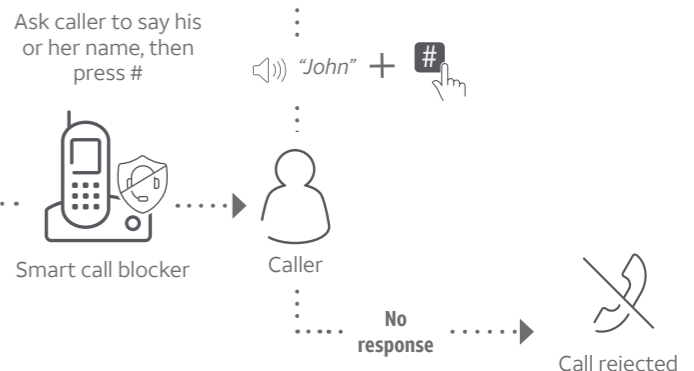 Ask caller to say his
or her name, then
press #
“John” + #
Smart call blocker
Caller
No
response
Call rejected